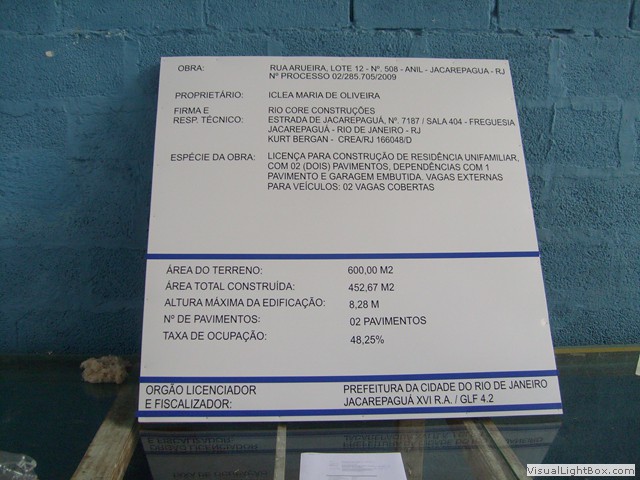 OBRA: RUA ARUEIRA, LOTE 12 - Nº. 508 - ANIL - JACAREPAGUA - RJ
Nº PROCESSO 02/285.705/2009
PROPRIETÁRIO: ICLEA MARIA DE OLIVEIRA
FIRMA E RIO CORE CONSTRUÇÕES
RESP. TÉCNICO: ESTRADA DE JACAREPAGUÁ, Nº. 7187 / SALA 404 - FREGUESIA
JACAREPAGUÁ - RIO DE JANEIRO - RJ
KURT BERGAN - CREA/RJ 166048/D
ESPÉCIE DA OBRA: LICENÇA PARA CONSTRUÇÃO DE RESIDÊNCIA UNIFAMILIAR,
COM 02 (DOIS) PAVIMENTOS, DEPENDÊNCIAS COM 1
PAVIMENTO E GARAGEM EMBUTIDA. VAGAS EXTERNAS
PARA VEÍCULOS: 02 VAGAS COBERTAS
ÁREA DO TERRENO: 600,00 M2
ÁREA TOTAL CONSTRUÍDA: 452,67 M2
ALTURA MÁXIMA DA EDIFICAÇÃO: 8,28 M
Nº DE PAVIMENTOS: 02 PAVIMENTOS
TAXA DE OCUPAÇÃO: 48,25%
ORGÃO LICENCIADOR PREFEITURA DA CIDADE DO RIO DE JANEIRO
E FISCALIZADOR: JACAREPAGUÁ XVI R.A. / GLF 4.2
VisualLightBox.com